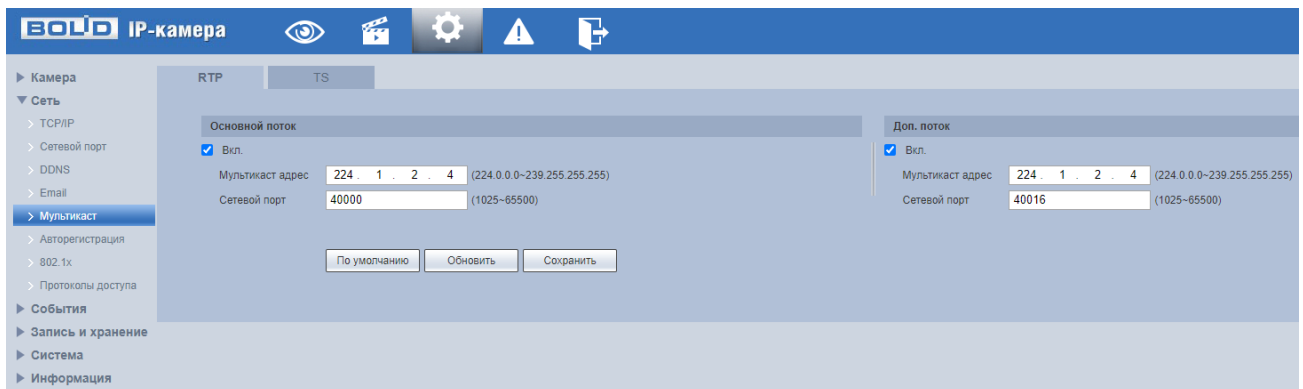 BOLID IP-камера
Камера
Сеть
TCP/IP
Сетевой порт
DDNS
Email
Мультикаст
Авторегистрация
802.1x
Протоколы доступа
События
Запись и хранение
Система
Информация
RTP TS
Основной поток
Вкл.
Мультикаст адрес 224 . 1 . 2 . 4 (224.0.0.0~239.255.255.255)
Сетевой порт 40000 (1025~65500)
По умолчанию Обновить Сохранить
Доп. поток
Вкл.
Мультикаст адрес 224 . 1 . 2 . 4 (224.0.0.0~239.255.255.255)
Сетевой порт 40016 (1025~65500)